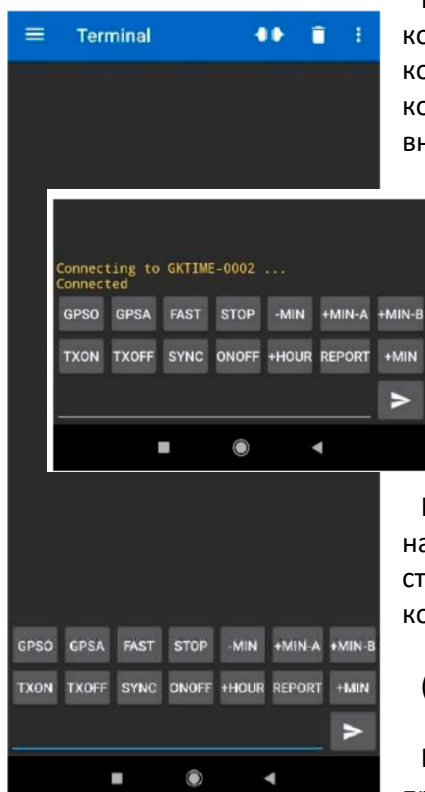 Terminal
Connecting to GKTIME-0002 ...
Connected
GPSO GPSA FAST STOP -MIN +MIN-A +MIN-B
TXON TXOFF SYNC ONOFF +HOUR REPORT +MIN
GPSO GPSA FAST STOP -MIN +MIN-A +MIN-B
TXON TXOFF SYNC ONOFF +HOUR REPORT +MIN